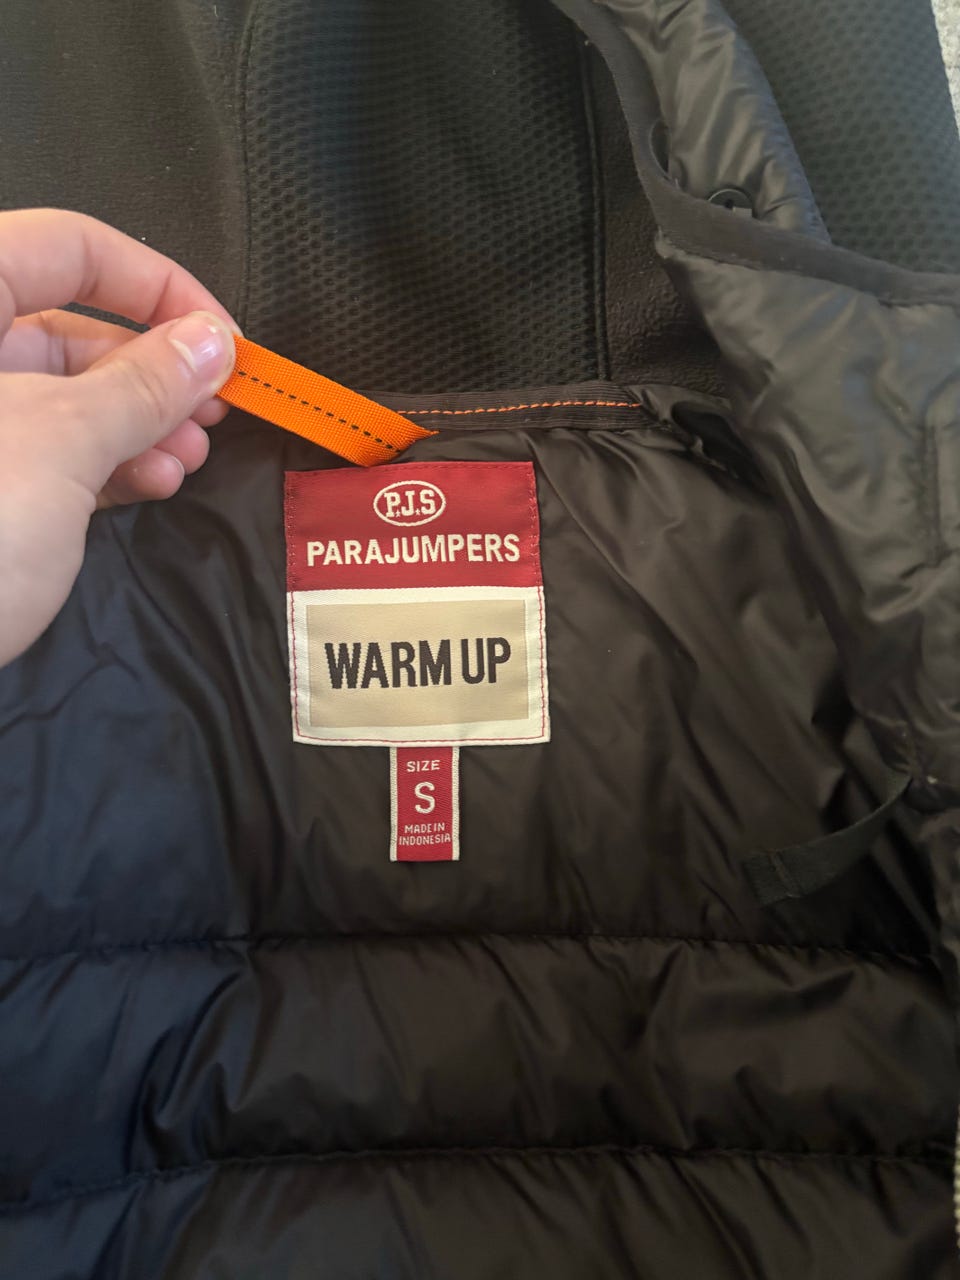 P.J.S
PARAJUMPERS
WARM UP
SIZE
S
MADE IN
INDONESIA